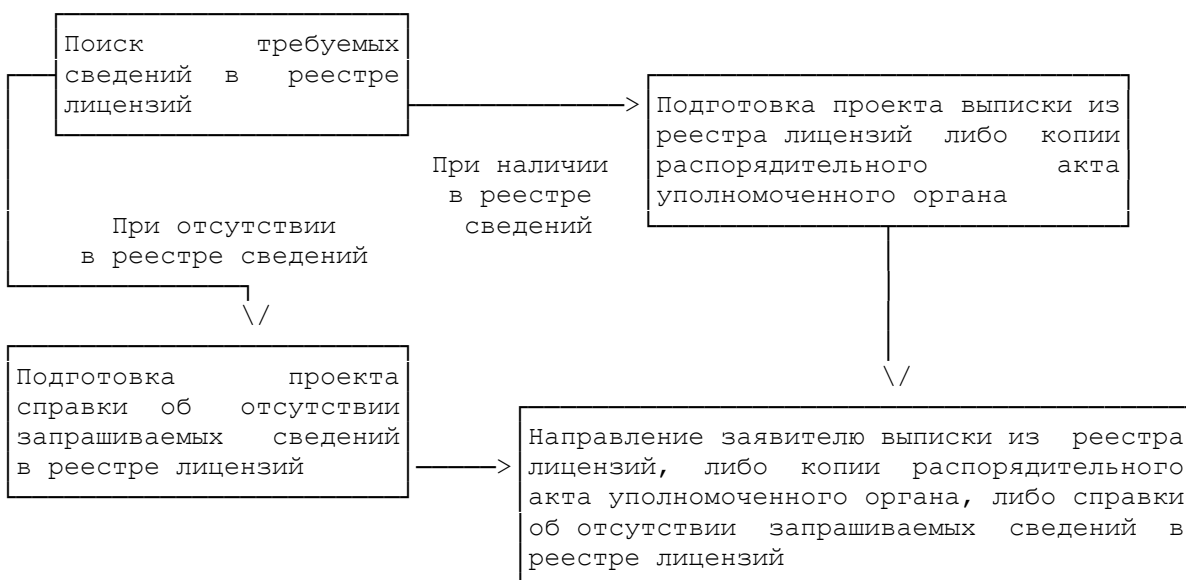 Поиск требуемых
сведений в реестре
лицензий
Подготовка проекта выписки из
реестра лицензий либо копии
распорядительного акта
уполномоченного органа
При наличии
в реестре
сведений
При отсутствии
в реестре сведений
Подготовка проекта
справки об отсутствии
запрашиваемых сведений
в реестре лицензий
Направление заявителю выписки из реестра
лицензий, либо копии распорядительного
акта уполномоченного органа, либо справки
об отсутствии запрашиваемых сведений в
реестре лицензий